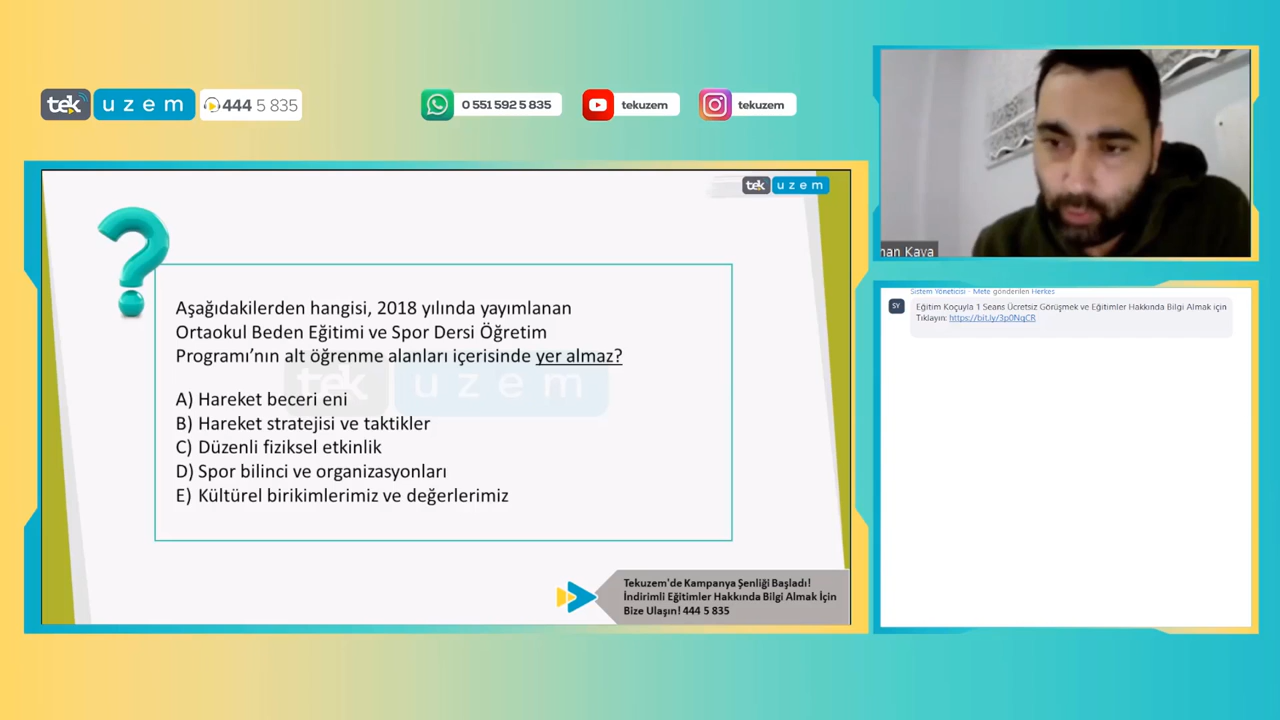 tek uzem 444 5 835
0 551 592 5 835
tekuzem
tekuzem
tek uzem
Aşağıdakilerden hangisi, 2018 yılında yayımlanan
Ortaokul Beden Eğitimi ve Spor Dersi Öğretim
Programı’nın alt öğrenme alanları içerisinde yer almaz?
tek uzem
A) Hareket beceri eni
B) Hareket stratejisi ve taktikler
C) Düzenli fiziksel etkinlik
D) Spor bilinci ve organizasyonları
E) Kültürel birikimlerimiz ve değerlerimiz
Tekuzem'de Kampanya Şenliği Başladı!
İndirimli Eğitimler Hakkında Bilgi Almak İçin
Bize Ulaşın! 444 5 835
nan Kaya
Sistem Yöneticisi - Mete gönderilen Herkes
SY
Eğitim Koçuyla 1 Seans Ücretsiz Görüşmek ve Eğitimler Hakkında Bilgi Almak için
Tıklayın: https://bit.ly/3p0NqCR